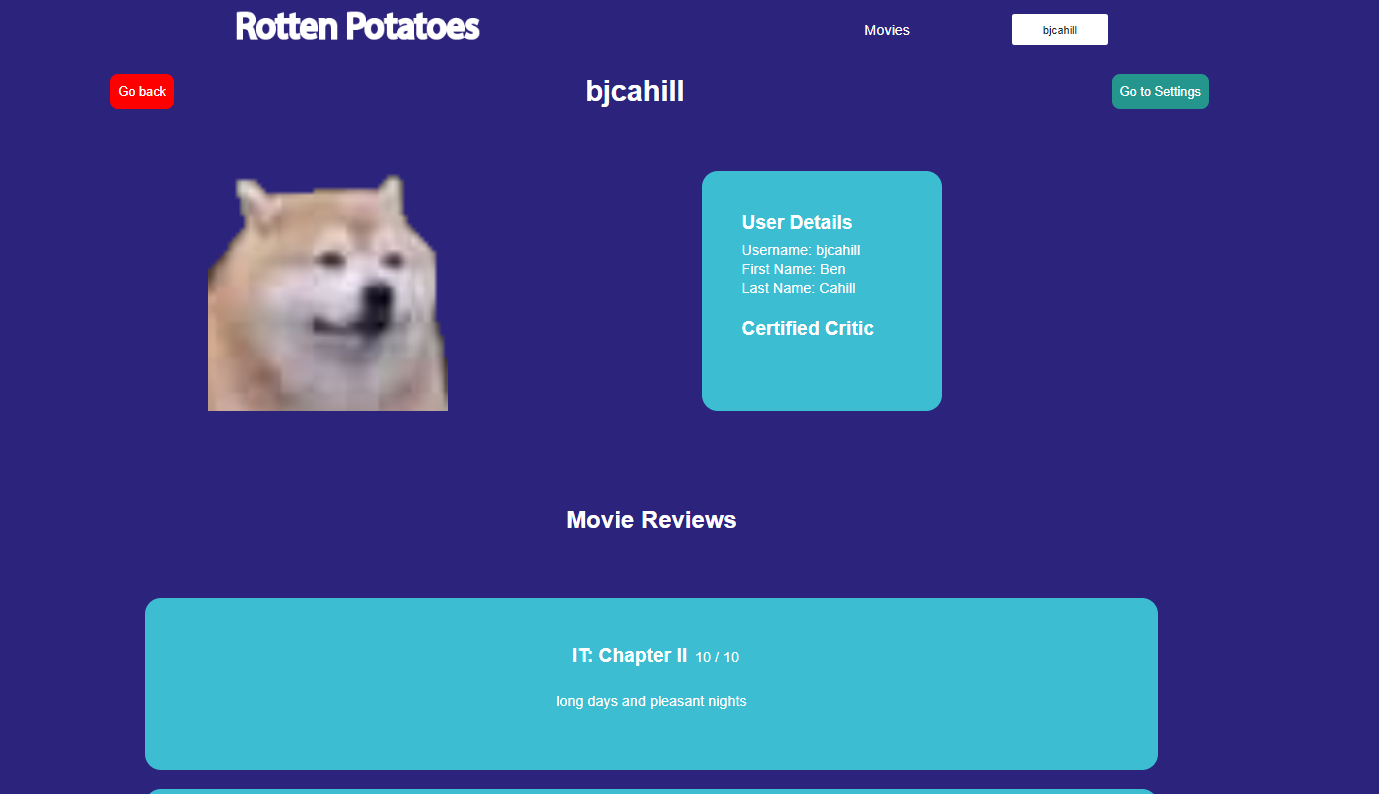 Rotten Potatoes
Movies
bjcahill
Go back
bjcahill
Go to Settings
User Details
Username: bjcahill
First Name: Ben
Last Name: Cahill
Certified Critic
Movie Reviews
IT: Chapter II 10 / 10
long days and pleasant nights